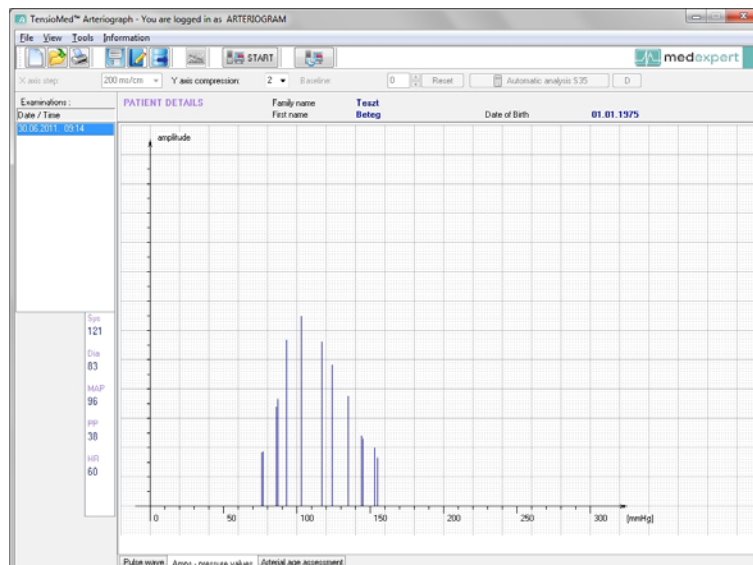 TensioMed™ Arteriograph - You are logged in as ARTERIOGRAM
File View Tools Information
START
medexpert
X axis step: 200 ms/cm Y axis compression: 2 Baseline: 0 Reset Automatic analysis S35 D
Examinations :
Date / Time
30.06.2011. 09:14
PATIENT DETAILS
Family name Teszt
First name Beteg
Date of Birth 01.01.1975
amplitude
Sys
121
Dia
83
MAP
96
PP
38
HR
60
0 50 100 150 200 250 300 [mmHg]
Pulse wave Amps - pressure values Arterial age assessment